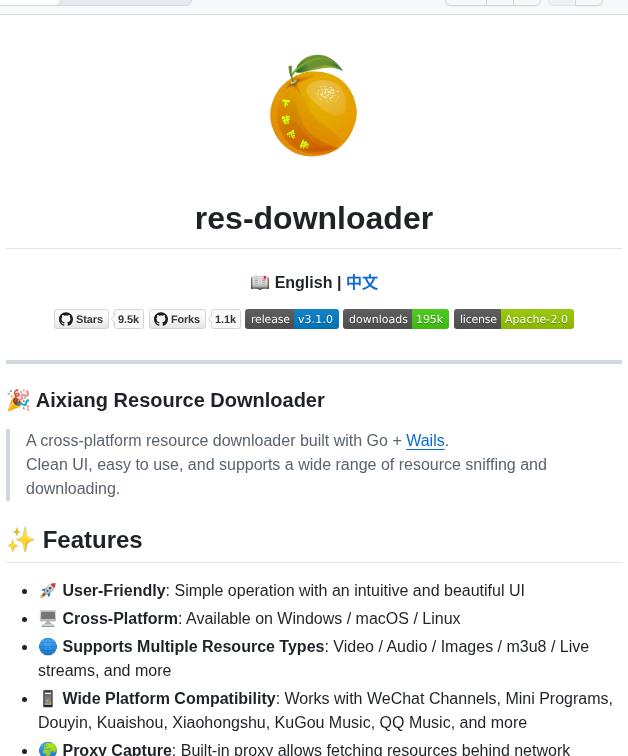 res-downloader
📖 English | 中文
Stars 9.5k Forks 1.1k release v3.1.0 downloads 195k license Apache-2.0
🎉 Aixiang Resource Downloader
A cross-platform resource downloader built with Go + Wails.
Clean UI, easy to use, and supports a wide range of resource sniffing and
downloading.
✨ Features
• 🚀 User-Friendly: Simple operation with an intuitive and beautiful UI
• 🖥️ Cross-Platform: Available on Windows / macOS / Linux
• 🌐 Supports Multiple Resource Types: Video / Audio / Images / m3u8 / Live
streams, and more
• 📱 Wide Platform Compatibility: Works with WeChat Channels, Mini Programs,
Douyin, Kuaishou, Xiaohongshu, KuGou Music, QQ Music, and more
• 🌍 Proxy Capture: Built-in proxy allows fetching resources behind network